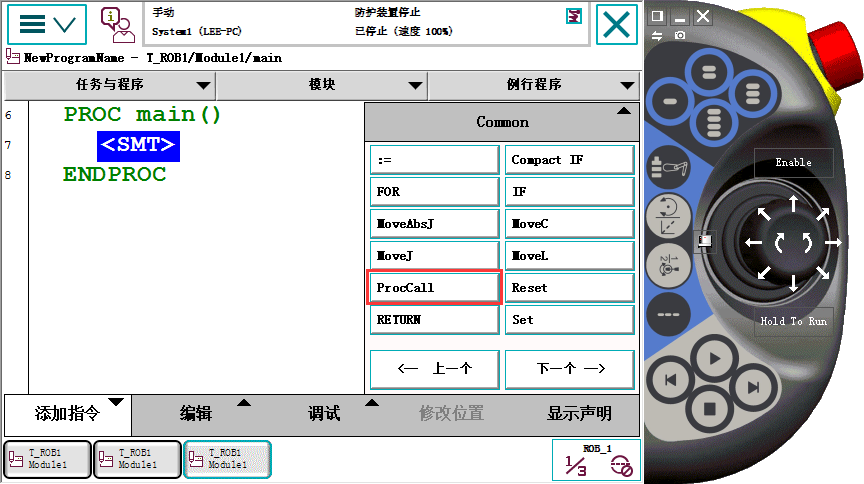 手动
System1 (LEE-PC)
防护装置停止
已停止 (速度 100%)
NewProgramName - T_ROB1/Module1/main
任务与程序
模块
例行程序
6 PROC main()
7 <SMT>
8 ENDPROC
Common
:= Compact IF
FOR IF
MoveAbsJ MoveC
MoveJ MoveL
ProcCall Reset
RETURN Set
<— 上一个 下一个 —>
添加指令 编辑 调试 修改位置 显示声明
T_ROB1
Module1
T_ROB1
Module1
T_ROB1
Module1
ROB_1
1/3
Enable
Hold To Run